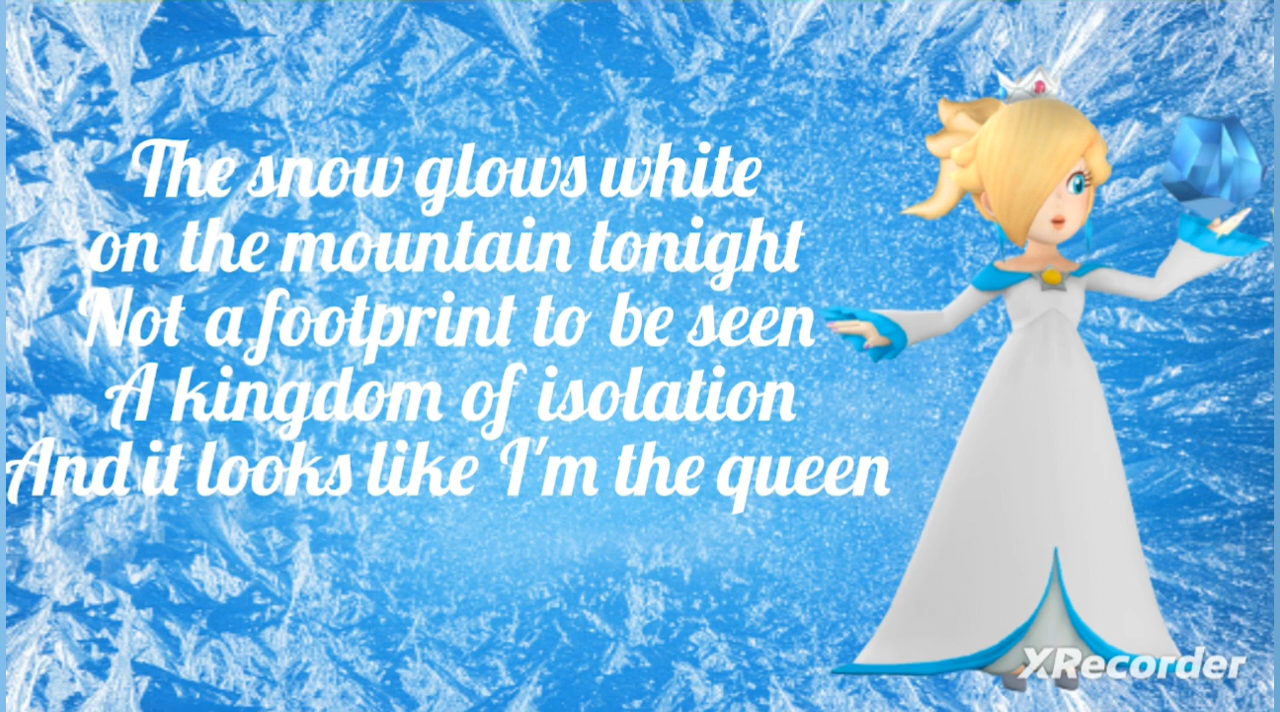 The snow glows white
on the mountain tonight
Not a footprint to be seen
A kingdom of isolation
And it looks like I'm the queen
XRecorder